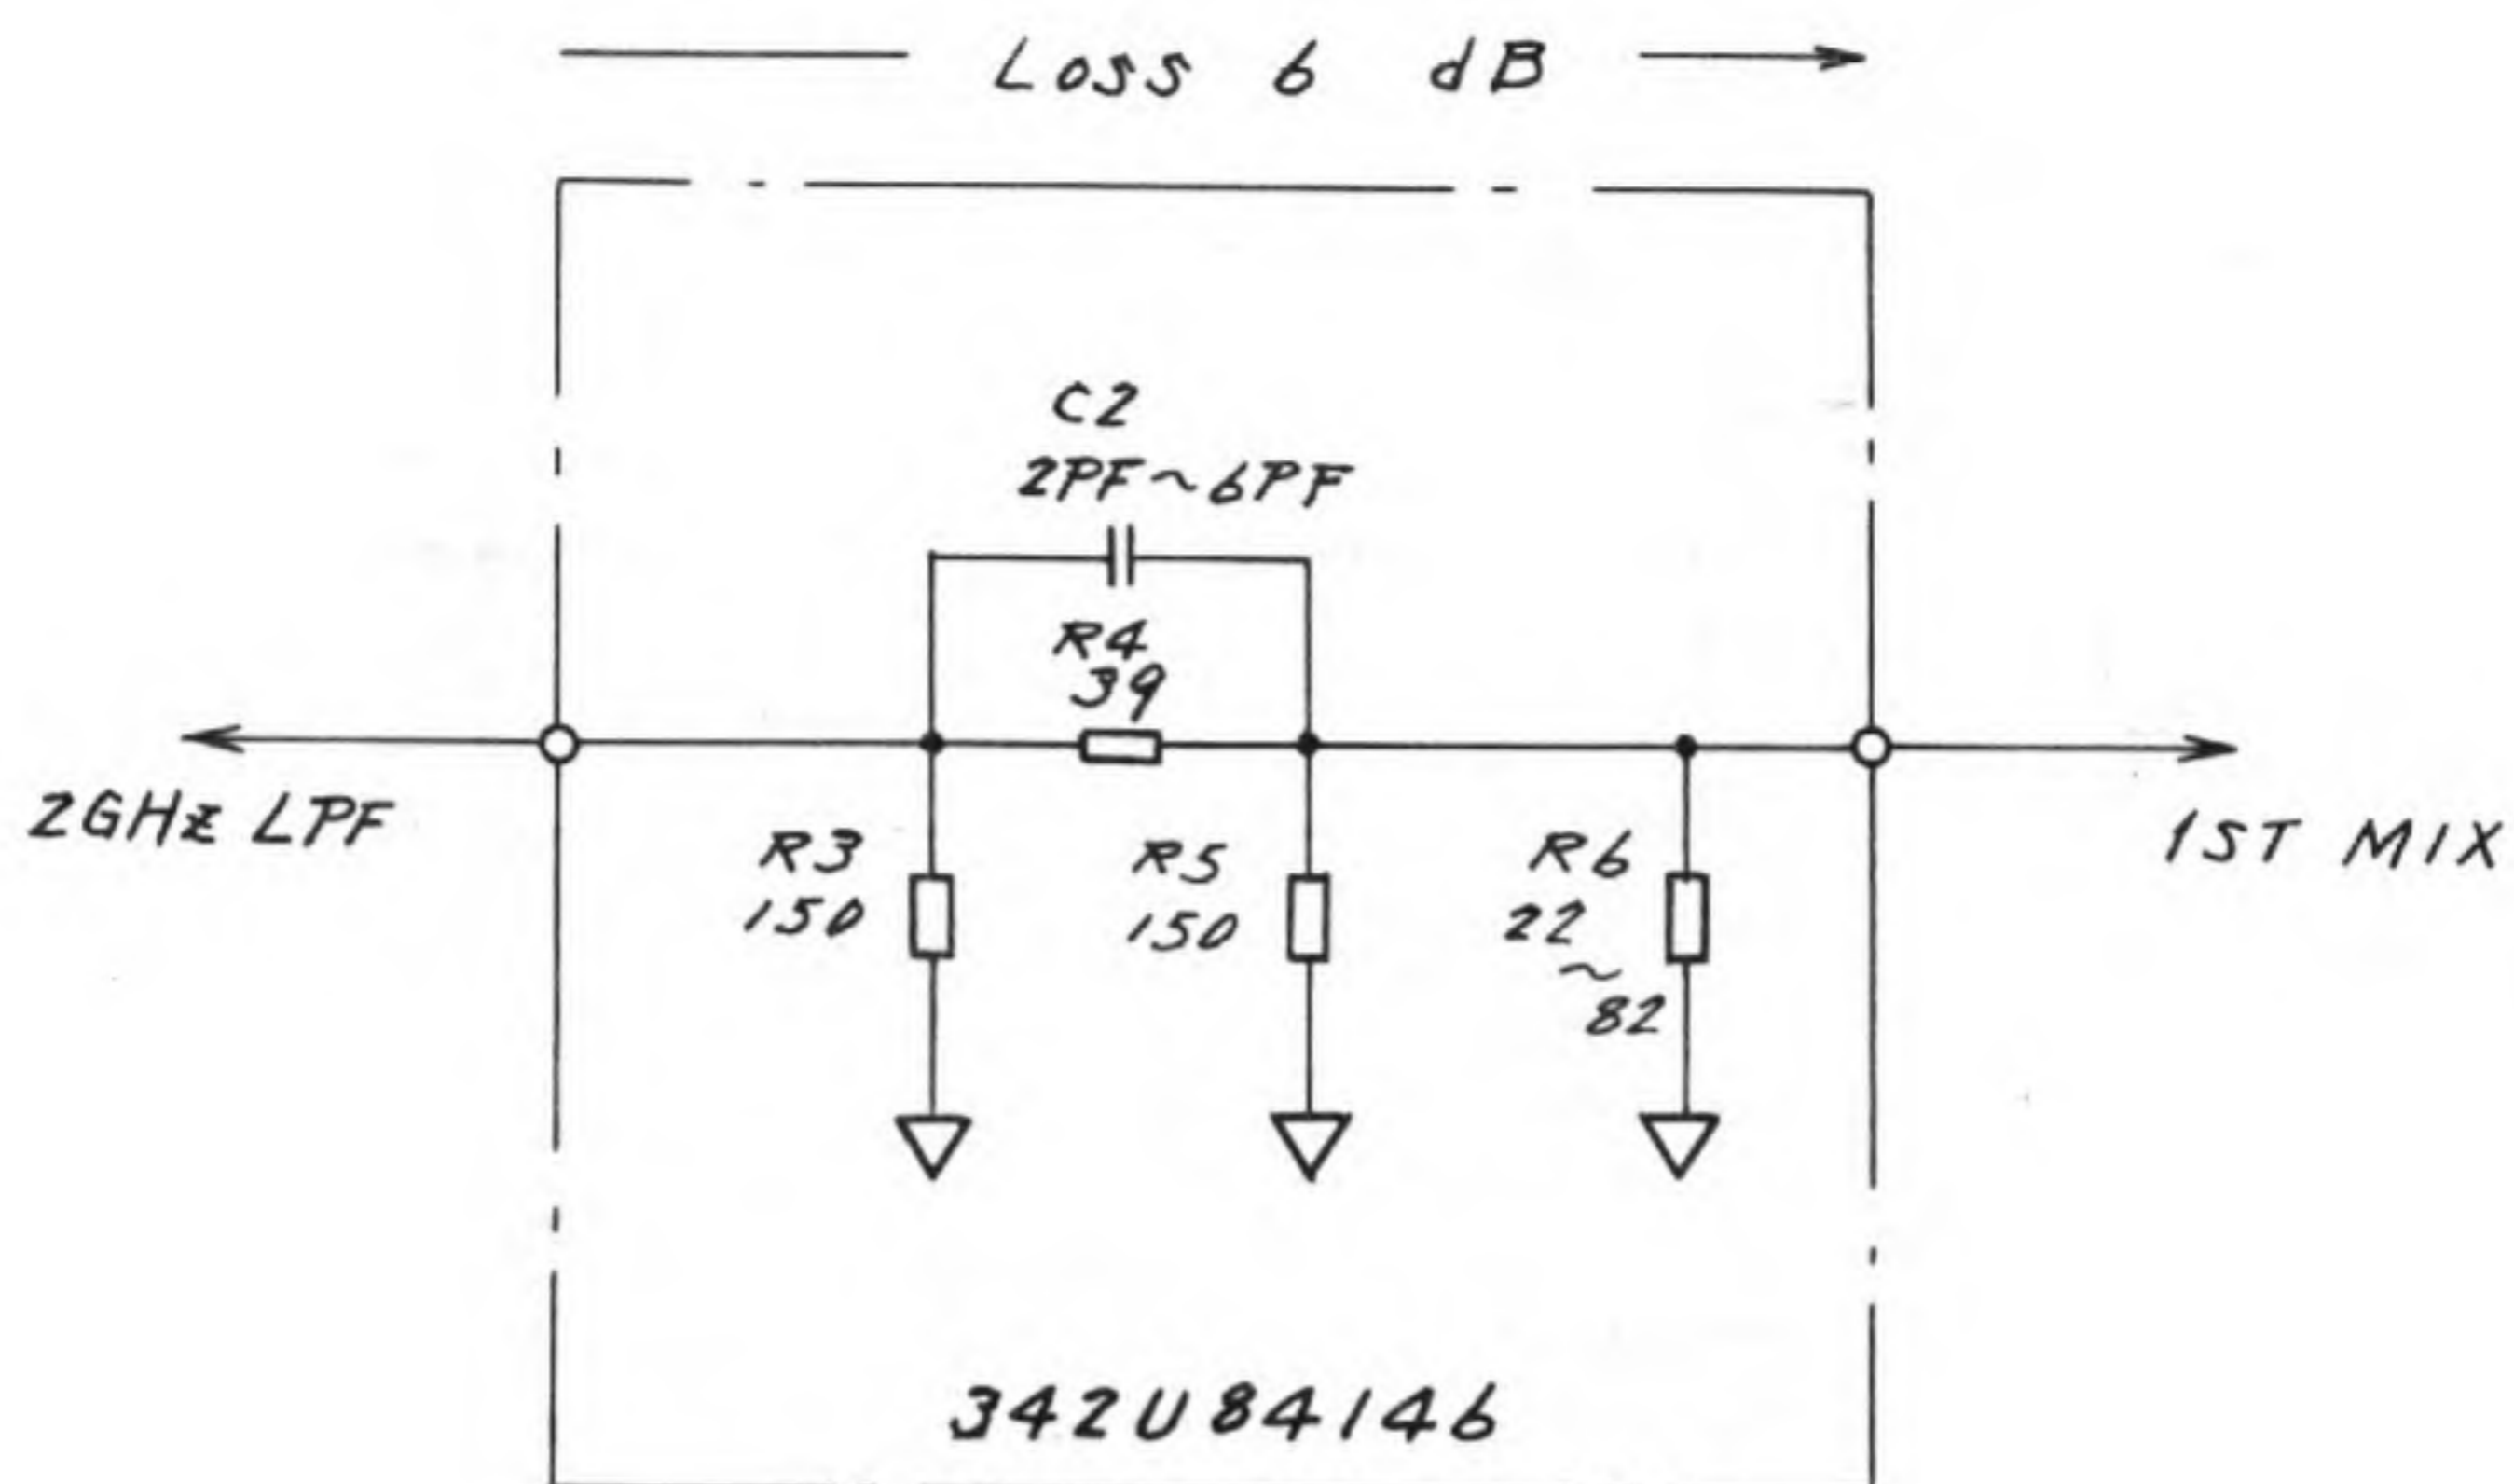 Loss 6 dB
C2
2PF~6PF
R4
39
2GHz LPF
1ST MIX
R3
150
R5
150
R6
22
~
82
342U84146